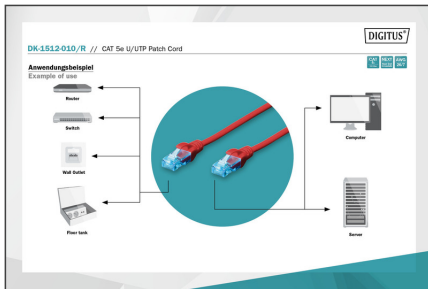 DIGITUS®
DK-1512-010/R // CAT 5e U/UTP Patch Cord
Anwendungsbeispiel
Example of use
Router
Switch
Wall Outlet
Floor tank
Computer
Server